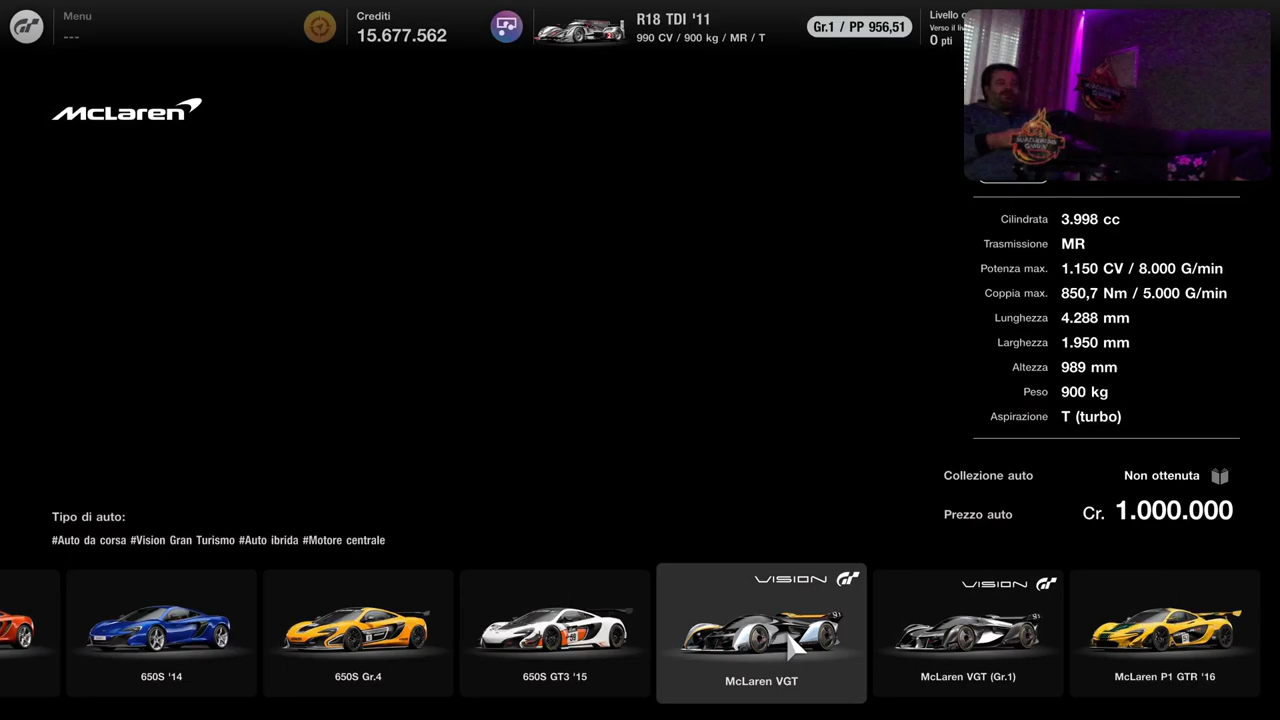 Menu
---
Crediti
15.677.562
R18 TDI '11
990 CV / 900 kg / MR / T
Gr.1 / PP 956,51
Livello
Verso il
0 pti
McLaren
Cilindrata 3.998 cc
Trasmissione MR
Potenza max. 1.150 CV / 8.000 G/min
Coppia max. 850,7 Nm / 5.000 G/min
Lunghezza 4.288 mm
Larghezza 1.950 mm
Altezza 989 mm
Peso 900 kg
Aspirazione T (turbo)
Collezione auto Non ottenuta
Prezzo auto Cr. 1.000.000
Tipo di auto:
#Auto da corsa #Vision Gran Turismo #Auto ibrida #Motore centrale
VISION GT
VISION GT
650S '14
650S Gr.4
650S GT3 '15
McLaren VGT
McLaren VGT (Gr.1)
McLaren P1 GTR '16